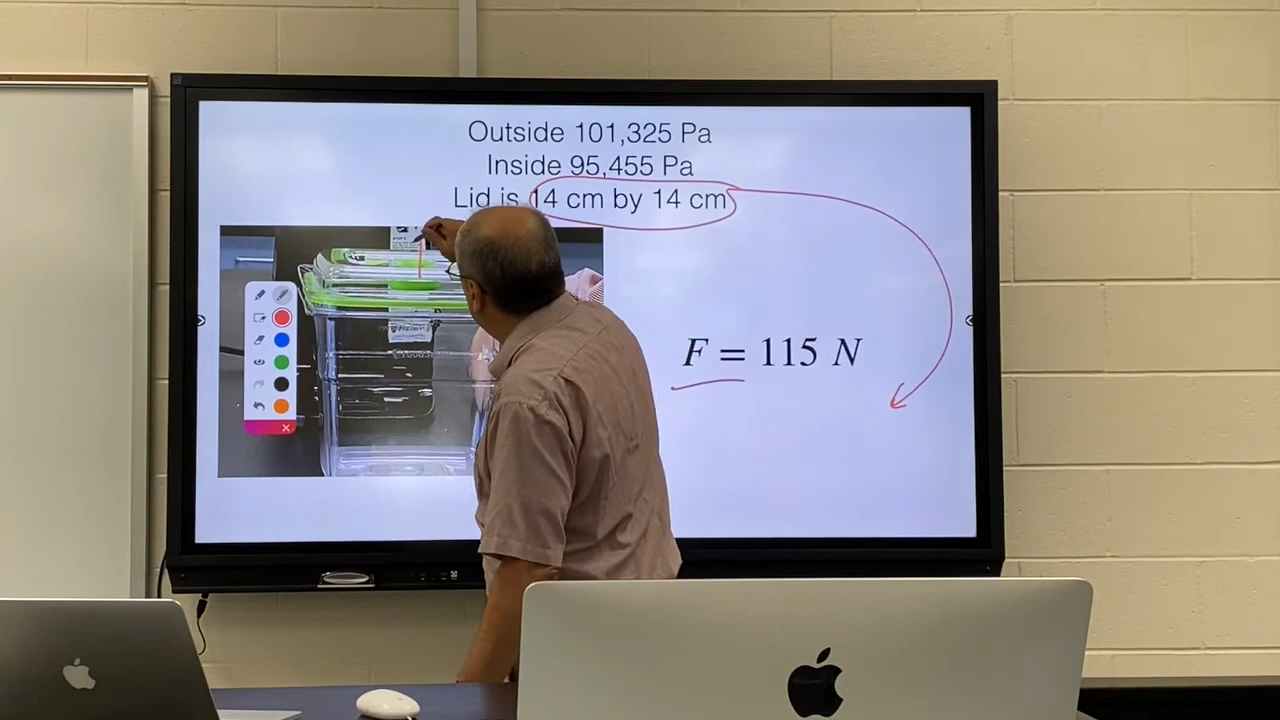 Outside 101,325 Pa
Inside 95,455 Pa
Lid is 14 cm by 14 cm
F = 115 N